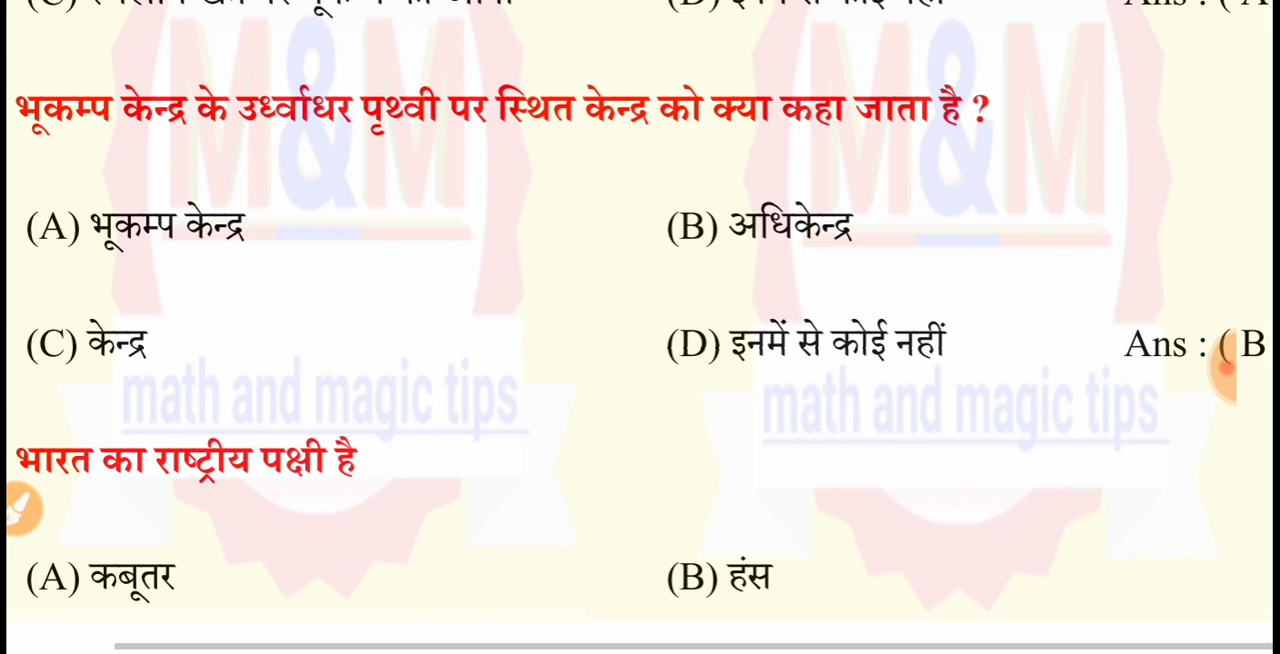 भूकम्प केन्द्र के उर्ध्वाधर पृथ्वी पर स्थित केन्द्र को क्या कहा जाता है ?
(A) भूकम्प केन्द्र (B) अधिकेन्द्र
(C) केन्द्र (D) इनमें से कोई नहीं Ans : ( B
भारत का राष्ट्रीय पक्षी है
(A) कबूतर (B) हंस
M&M M&M
math and magic tips math and magic tips